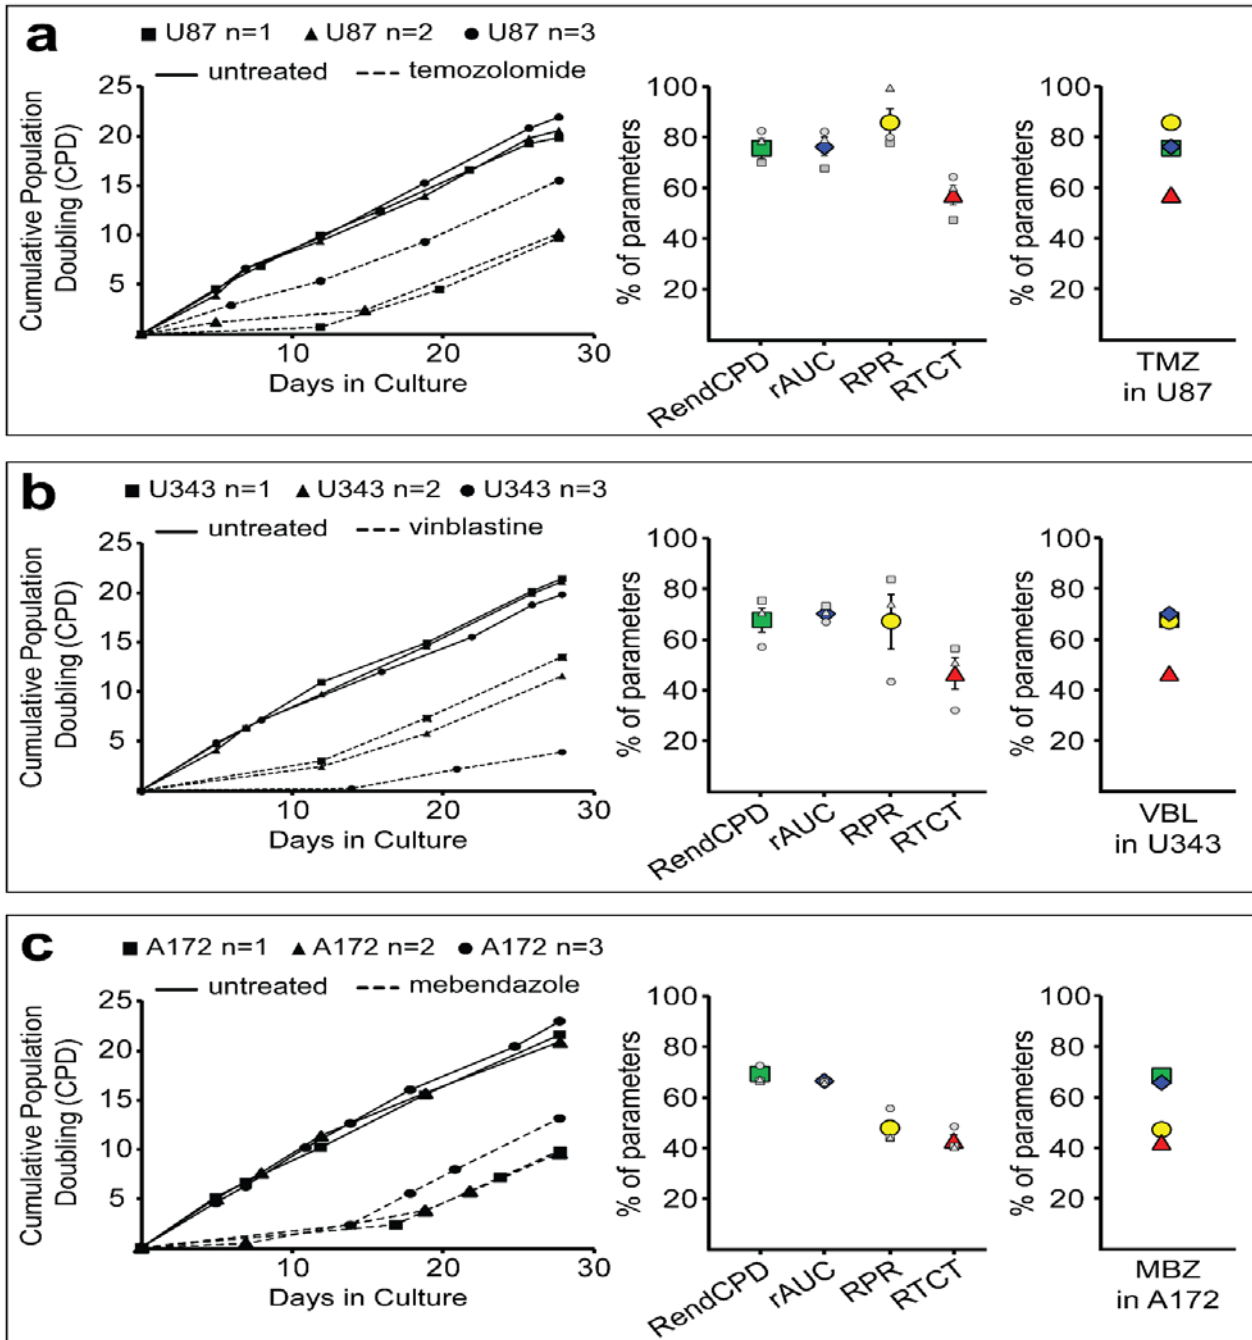 a
U87 n=1 U87 n=2 U87 n=3
untreated temozolomide
Cumulative Population
Doubling (CPD)
25
20
15
10
5
10 20 30
Days in Culture
% of parameters
100
80
60
40
20
RendCPD rAUC RPR RTCT
% of parameters
100
80
60
40
20
TMZ
in U87
b
U343 n=1 U343 n=2 U343 n=3
untreated vinblastine
Cumulative Population
Doubling (CPD)
25
20
15
10
5
10 20 30
Days in Culture
% of parameters
100
80
60
40
20
RendCPD rAUC RPR RTCT
% of parameters
100
80
60
40
20
VBL
in U343
c
A172 n=1 A172 n=2 A172 n=3
untreated mebendazole
Cumulative Population
Doubling (CPD)
25
20
15
10
5
10 20 30
Days in Culture
% of parameters
100
80
60
40
20
RendCPD rAUC RPR RTCT
% of parameters
100
80
60
40
20
MBZ
in A172